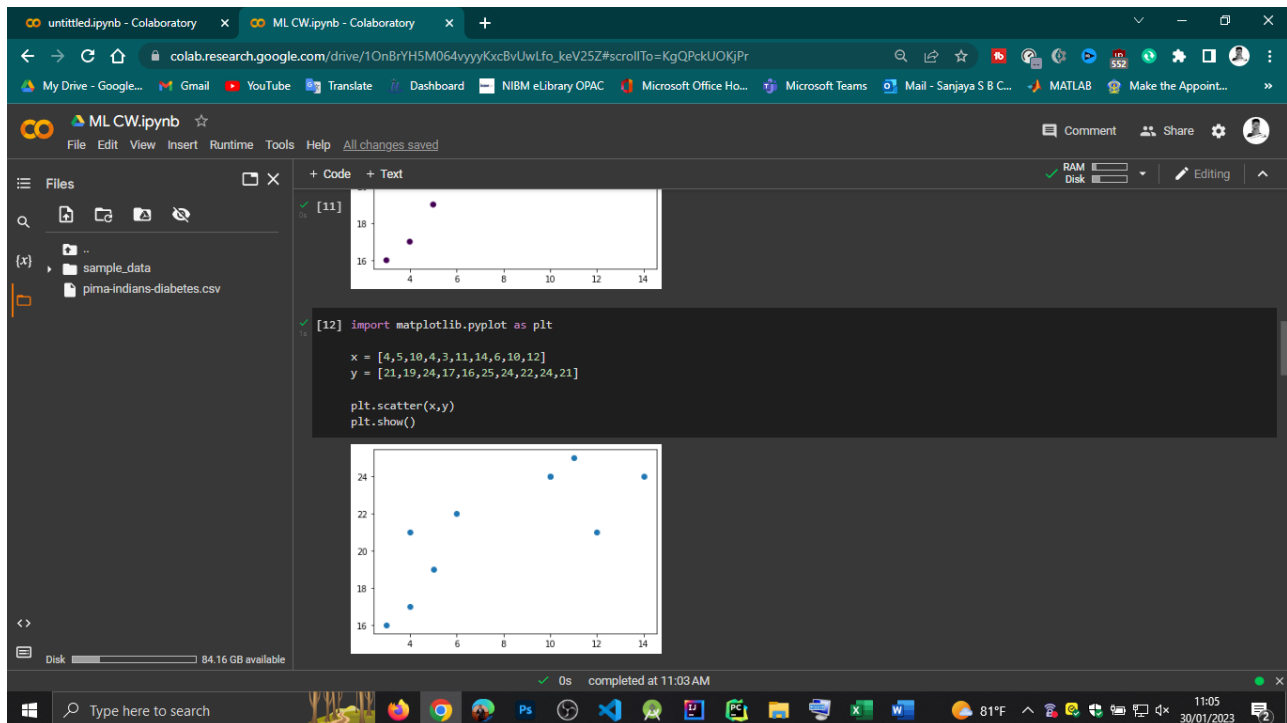 untittled.ipynb - Colaboratory
ML CW.ipynb - Colaboratory
colab.research.google.com/drive/1OnBrYH5M064vyyyKxcBvUwLfo_keV25Z#scrollTo=KgQPckUOKjPr
My Drive - Google...
Gmail
YouTube
Translate
Dashboard
NIBM eLibrary OPAC
Microsoft Office Ho...
Microsoft Teams
Mail - Sanjaya S B C...
MATLAB
Make the Appoint...
»
ML CW.ipynb
File Edit View Insert Runtime Tools Help All changes saved
Comment
Share
Files
+ Code + Text
RAM
Disk
Editing
..
sample_data
pima-indians-diabetes.csv
[11]
18
16
4 6 8 10 12 14
[12] import matplotlib.pyplot as plt
x = [4,5,10,4,3,11,14,6,10,12]
y = [21,19,24,17,16,25,24,22,24,21]
plt.scatter(x,y)
plt.show()
24
22
20
18
16
4 6 8 10 12 14
Disk 84.16 GB available
0s completed at 11:03 AM
Type here to search
81°F
11:05
30/01/2023